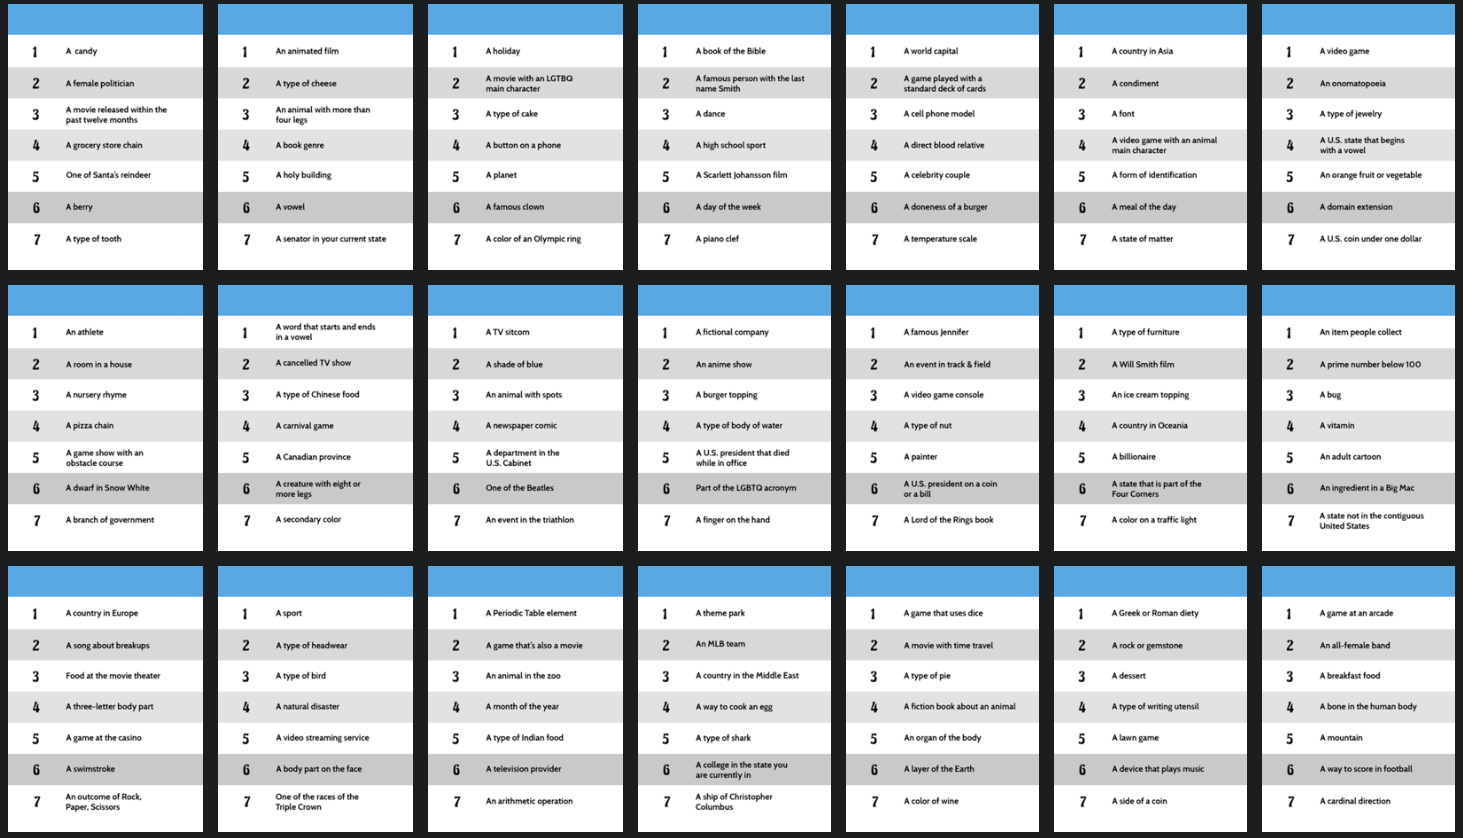 1 A candy
2 A female politician
3 A movie released within the
past twelve months
4 A grocery store chain
5 One of Santa's reindeer
6 A berry
7 A type of tooth
1 An animated film
2 A type of cheese
3 An animal with more than
four legs
4 A book genre
5 A holy building
6 A vowel
7 A senator in your current state
1 A holiday
2 A movie with an LGTBQ
main character
3 A type of cake
4 A button on a phone
5 A planet
6 A famous clown
7 A color of an Olympic ring
1 A book of the Bible
2 A famous person with the last
name Smith
3 A dance
4 A high school sport
5 A Scarlett Johansson film
6 A day of the week
7 A piano clef
1 A world capital
2 A game played with a
standard deck of cards
3 A cell phone model
4 A direct blood relative
5 A celebrity couple
6 A doneness of a burger
7 A temperature scale
1 A country in Asia
2 A condiment
3 A font
4 A video game with an animal
main character
5 A form of identification
6 A meal of the day
7 A state of matter
1 A video game
2 An onomatopoeia
3 A type of jewelry
4 A U.S. state that begins
with a vowel
5 An orange fruit or vegetable
6 A domain extension
7 A U.S. coin under one dollar
1 An athlete
2 A room in a house
3 A nursery rhyme
4 A pizza chain
5 A game show with an
obstacle course
6 A dwarf in Snow White
7 A branch of government
1 A word that starts and ends
in a vowel
2 A cancelled TV show
3 A type of Chinese food
4 A carnival game
5 A Canadian province
6 A creature with eight or
more legs
7 A secondary color
1 A TV sitcom
2 A shade of blue
3 An animal with spots
4 A newspaper comic
5 A department in the
U.S. Cabinet
6 One of the Beatles
7 An event in the triathlon
1 A fictional company
2 An anime show
3 A burger topping
4 A type of body of water
5 A U.S. president that died
while in office
6 Part of the LGBTQ acronym
7 A finger on the hand
1 A famous Jennifer
2 An event in track & field
3 A video game console
4 A type of nut
5 A painter
6 A U.S. president on a coin
or a bill
7 A Lord of the Rings book
1 A type of furniture
2 A Will Smith film
3 An ice cream topping
4 A country in Oceania
5 A billionaire
6 A state that is part of the
Four Corners
7 A color on a traffic light
1 An item people collect
2 A prime number below 100
3 A bug
4 A vitamin
5 An adult cartoon
6 An ingredient in a Big Mac
7 A state not in the contiguous
United States
1 A country in Europe
2 A song about breakups
3 Food at the movie theater
4 A three-letter body part
5 A game at the casino
6 A swimstroke
7 An outcome of Rock,
Paper, Scissors
1 A sport
2 A type of headwear
3 A type of bird
4 A natural disaster
5 A video streaming service
6 A body part on the face
7 One of the races of the
Triple Crown
1 A Periodic Table element
2 A game that's also a movie
3 An animal in the zoo
4 A month of the year
5 A type of Indian food
6 A television provider
7 An arithmetic operation
1 A theme park
2 An MLB team
3 A country in the Middle East
4 A way to cook an egg
5 A type of shark
6 A college in the state you
are currently in
7 A ship of Christopher
Columbus
1 A game that uses dice
2 A movie with time travel
3 A type of pie
4 A fiction book about an animal
5 An organ of the body
6 A layer of the Earth
7 A color of wine
1 A Greek or Roman diety
2 A rock or gemstone
3 A dessert
4 A type of writing utensil
5 A lawn game
6 A device that plays music
7 A side of a coin
1 A game at an arcade
2 An all-female band
3 A breakfast food
4 A bone in the human body
5 A mountain
6 A way to score in football
7 A cardinal direction